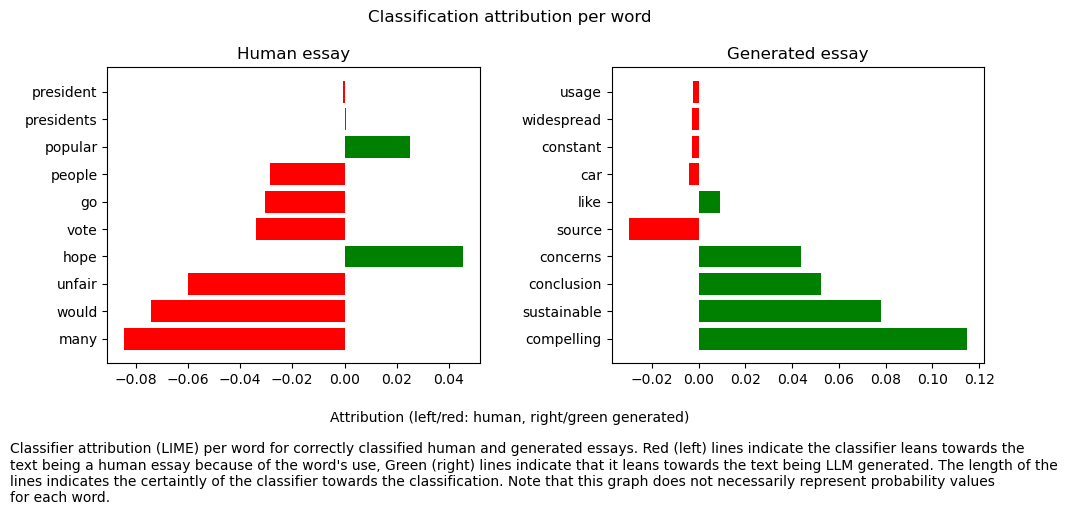 Classification attribution per word
Human essay
president
presidents
popular
people
go
vote
hope
unfair
would
many
−0.08 −0.06 −0.04 −0.02 0.00 0.02 0.04
Generated essay
usage
widespread
constant
car
like
source
concerns
conclusion
sustainable
compelling
−0.02 0.00 0.02 0.04 0.06 0.08 0.10 0.12
Attribution (left/red: human, right/green generated)
Classifier attribution (LIME) per word for correctly classified human and generated essays. Red (left) lines indicate the classifier leans towards the
text being a human essay because of the word's use, Green (right) lines indicate that it leans towards the text being LLM generated. The length of the
lines indicates the certaintly of the classifier towards the classification. Note that this graph does not necessarily represent probability values
for each word.